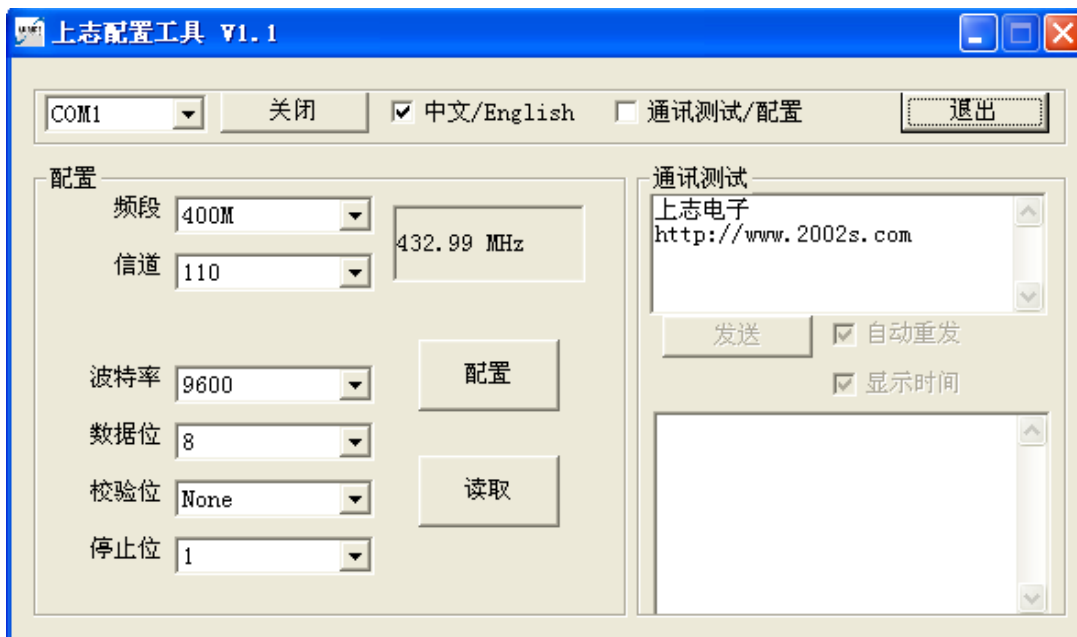 上志配置工具 V1.1
COM1 关闭 中文/English 通讯测试/配置 退出
配置
频段 400M
432.99 MHz
信道 110
波特率 9600
配置
数据位 8
校验位 None
读取
停止位 1
通讯测试
上志电子
http://www.2002s.com
发送 自动重发
显示时间